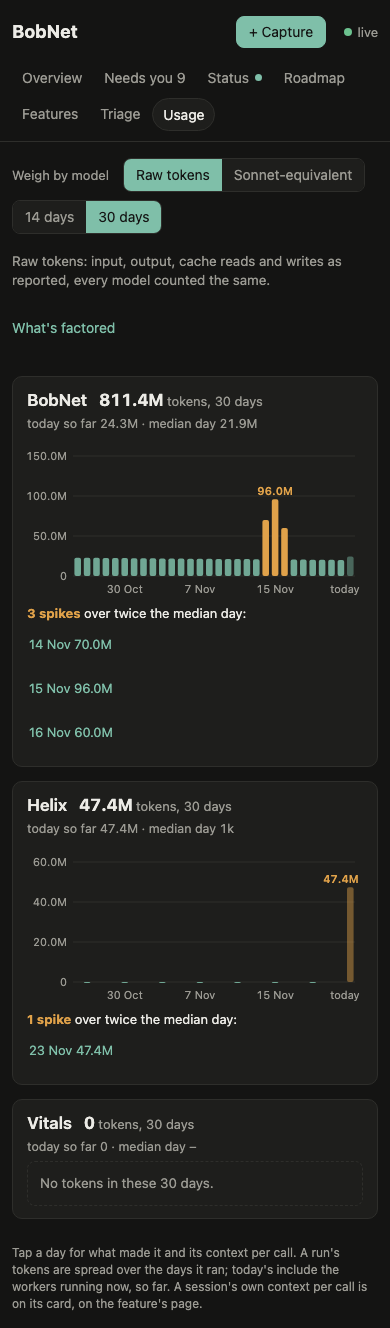 BobNet
+ Capture
live
Overview
Needs you 9
Status
Roadmap
Features
Triage
Usage
Weigh by model
Raw tokens
Sonnet-equivalent
14 days
30 days
Raw tokens: input, output, cache reads and writes as
reported, every model counted the same.
What's factored
BobNet 811.4M tokens, 30 days
today so far 24.3M · median day 21.9M
150.0M
100.0M
96.0M
50.0M
0
30 Oct
7 Nov
15 Nov
today
3 spikes over twice the median day:
14 Nov 70.0M
15 Nov 96.0M
16 Nov 60.0M
Helix 47.4M tokens, 30 days
today so far 47.4M · median day 1k
60.0M
47.4M
40.0M
20.0M
0
30 Oct
7 Nov
15 Nov
today
1 spike over twice the median day:
23 Nov 47.4M
Vitals 0 tokens, 30 days
today so far 0 · median day –
No tokens in these 30 days.
Tap a day for what made it and its context per call. A run's
tokens are spread over the days it ran; today's include the
workers running now, so far. A session's own context per call is
on its card, on the feature's page.